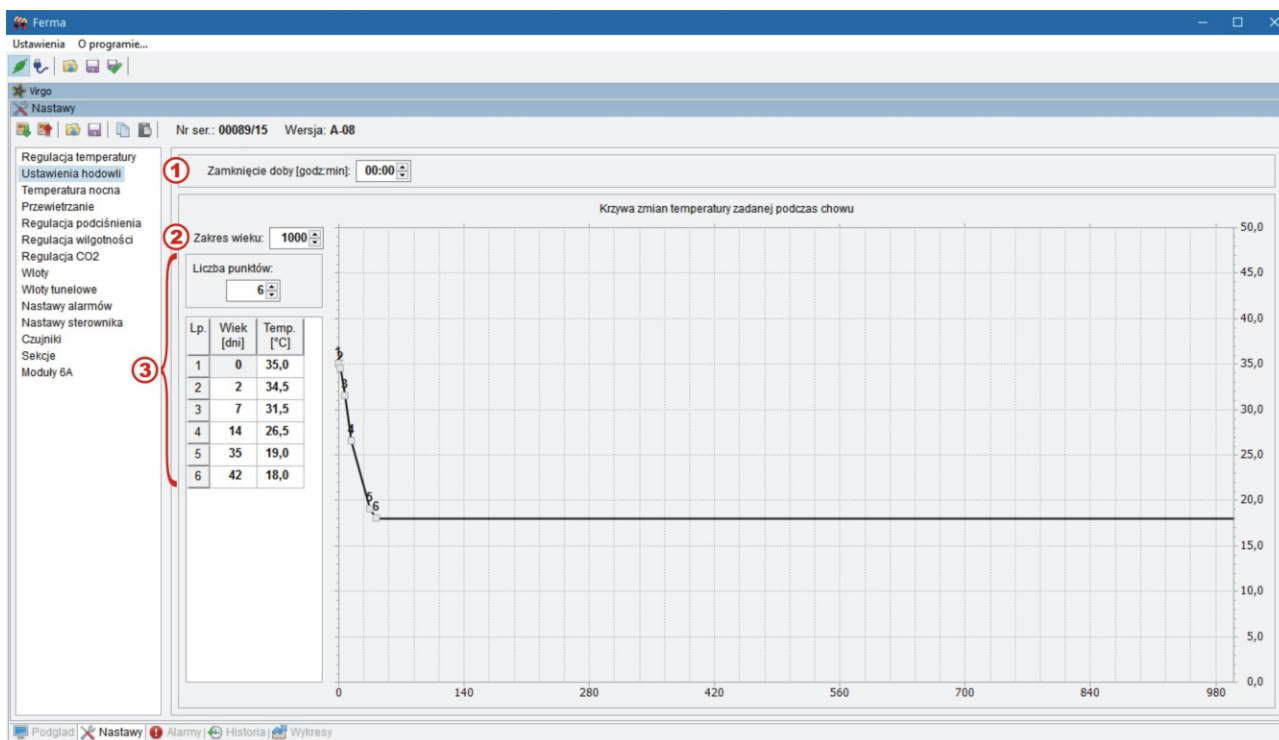 Ferma
Ustawienia O programie...
Virgo
Nastawy
Nr ser.: 00089/15 Wersja: A-08
Regulacja temperatury
Ustawienia hodowli
Temperatura nocna
Przewietrzanie
Regulacja podciśnienia
Regulacja wilgotności
Regulacja CO2
Wloty
Wloty tunelowe
Nastawy alarmów
Nastawy sterownika
Czujniki
Sekcje
Moduły 6A
1 Zamknięcie doby [godz:min]: 00:00
Krzywa zmian temperatury zadanej podczas chowu
2 Zakres wieku: 1000
3
Liczba punktów:
6
Lp. Wiek [dni] Temp. [°C]
1 0 35,0
2 2 34,5
3 7 31,5
4 14 26,5
5 35 19,0
6 42 18,0
50,0
45,0
40,0
35,0
30,0
25,0
20,0
15,0
10,0
5,0
0,0
1
2
3
4
5
6
0 140 280 420 560 700 840 980
Podgląd Nastawy Alarmy Historia Wykresy